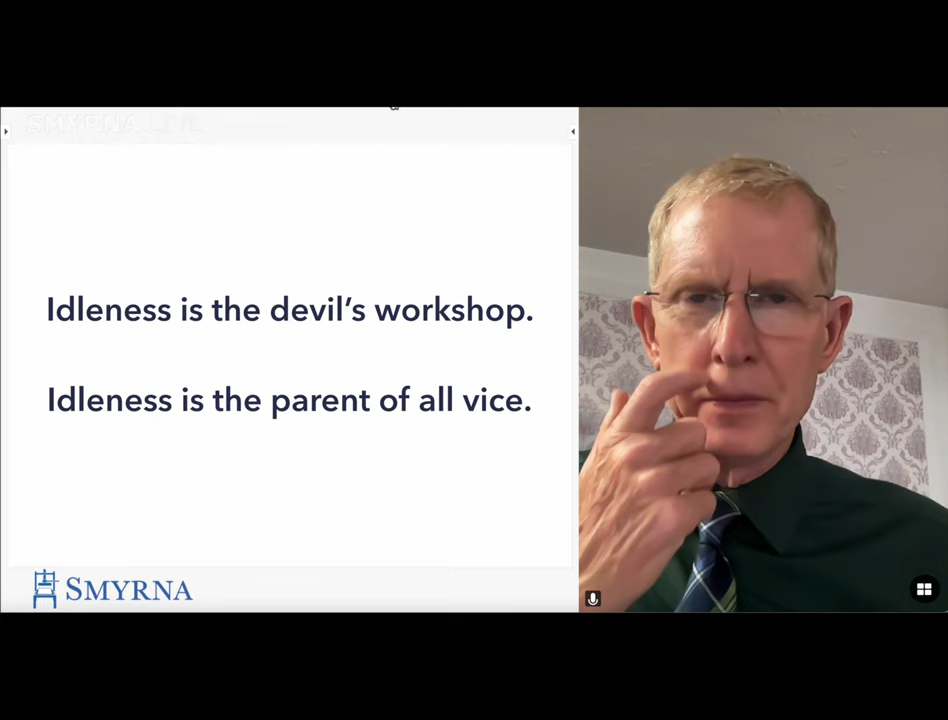 Idleness is the devil’s workshop.
Idleness is the parent of all vice.
SMYRNA